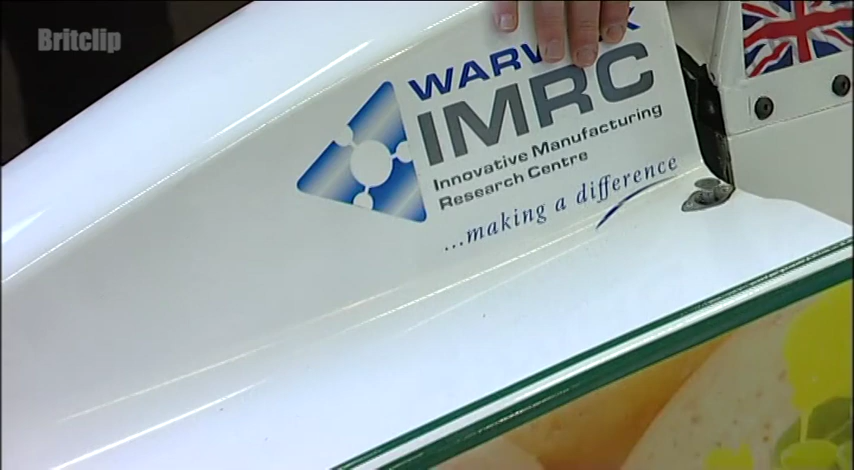 Britclip
IMRC
Innovative Manufacturing
Research Centre
...making a difference